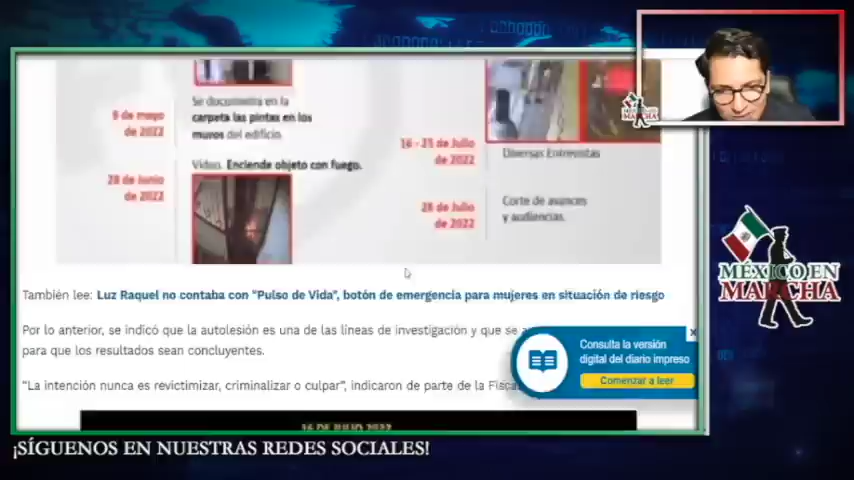 Se documenta en la
9 de mayo
de 2022
carpeta las pintas en los
muros del edificio.
16 - 25 de Julio
de 2022
Diversas Entrevistas
Video. Enciende objeto con fuego.
28 de Junio
de 2022
28 de Julio
de 2022
Corte de avances
y audiencias.
MÉXICO EN
MARCHA
También lee: Luz Raquel no contaba con "Pulso de Vida", botón de emergencia para mujeres en situación de riesgo
Por lo anterior, se indicó que la autolesión es una de las líneas de investigación y que se
para que los resultados sean concluyentes.
"La intención nunca es revictimizar, criminalizar o culpar", indicaron de parte de la
x
Consulta la versión
digital del diario impreso
Comenzar a leer
16 DE JULIO 2022
¡SÍGUENOS EN NUESTRAS REDES SOCIALES!